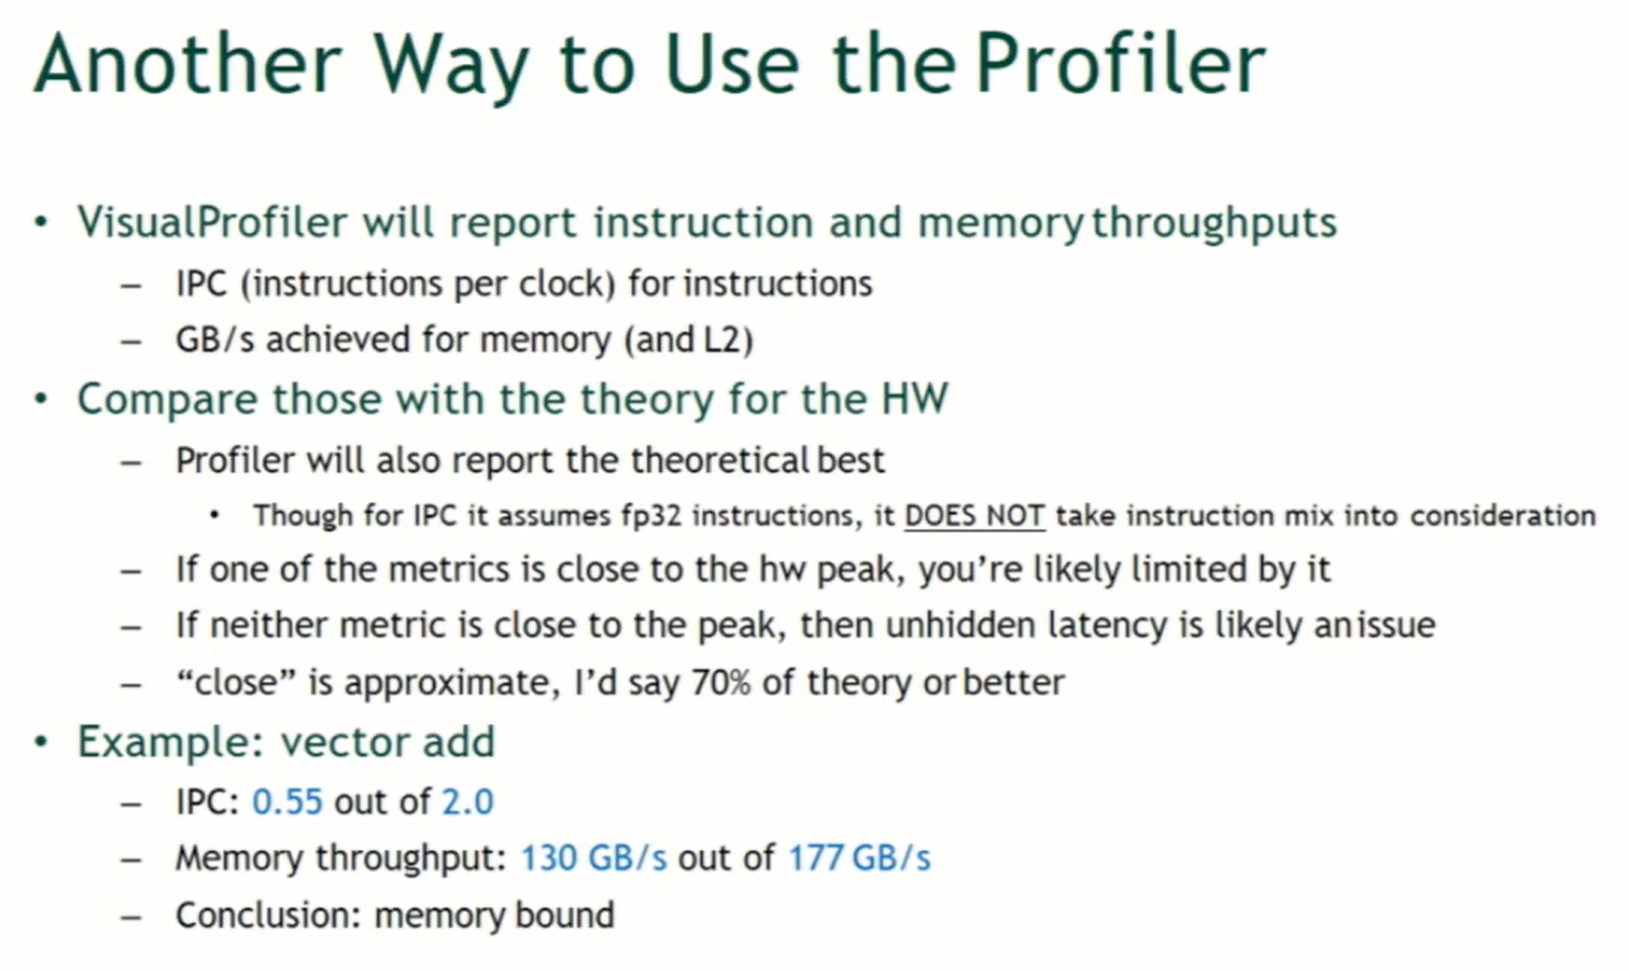 Another Way to Use the Profiler
• VisualProfiler will report instruction and memory throughputs
– IPC (instructions per clock) for instructions
– GB/s achieved for memory (and L2)
• Compare those with the theory for the HW
– Profiler will also report the theoretical best
• Though for IPC it assumes fp32 instructions, it DOES NOT take instruction mix into consideration
– If one of the metrics is close to the hw peak, you're likely limited by it
– If neither metric is close to the peak, then unhidden latency is likely an issue
– “close” is approximate, I'd say 70% of theory or better
• Example: vector add
– IPC: 0.55 out of 2.0
– Memory throughput: 130 GB/s out of 177 GB/s
– Conclusion: memory bound